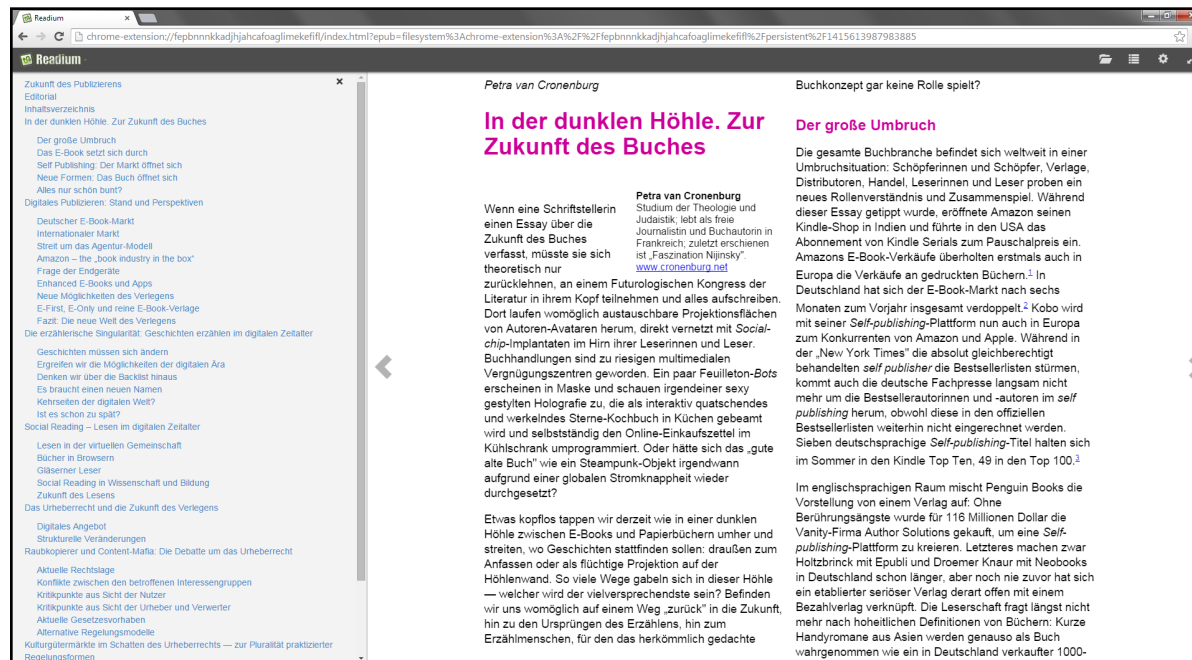 Readium
chrome-extension://fepbnnnkkadjhjahcafoaglimekefifl/index.html?epub=filesystem%3Achrome-extension%3A%2F%2Ffepbnnnkkadjhjahcafoaglimekefifl%2Fpersistent%2F1415613987983885
Readium
Zukunft des Publizierens
Editorial
Inhaltsverzeichnis
In der dunklen Höhle. Zur Zukunft des Buches
Der große Umbruch
Das E-Book setzt sich durch
Self Publishing: Der Markt öffnet sich
Neue Formen: Das Buch öffnet sich
Alles nur schön bunt?
Digitales Publizieren: Stand und Perspektiven
Deutscher E-Book-Markt
Internationaler Markt
Streit um das Agentur-Modell
Amazon – the „book industry in the box“
Frage der Endgeräte
Enhanced E-Books und Apps
Neue Möglichkeiten des Verlegens
E-First, E-Only und reine E-Book-Verlage
Fazit: Die neue Welt des Verlegens
Die erzählerische Singularität: Geschichten erzählen im digitalen Zeitalter
Geschichten müssen sich ändern
Ergreifen wir die Möglichkeiten der digitalen Ära
Denken wir über die Backlist hinaus
Es braucht einen neuen Namen
Kehrseiten der digitalen Welt?
Ist es schon zu spät?
Social Reading – Lesen im digitalen Zeitalter
Lesen in der virtuellen Gemeinschaft
Bücher in Browsern
Gläserner Leser
Social Reading in Wissenschaft und Bildung
Zukunft des Lesens
Das Urheberrecht und die Zukunft des Verlegens
Digitales Angebot
Strukturelle Veränderungen
Raubkopierer und Content-Mafia: Die Debatte um das Urheberrecht
Aktuelle Rechtslage
Konflikte zwischen den betroffenen Interessengruppen
Kritikpunkte aus Sicht der Nutzer
Kritikpunkte aus Sicht der Urheber und Verwerter
Aktuelle Gesetzesvorhaben
Alternative Regelungsmodelle
Kulturgütermärkte im Schatten des Urheberrechts — zur Pluralität praktizierter
Regelungsformen
Petra van Cronenburg
In der dunklen Höhle. Zur
Zukunft des Buches
Petra van Cronenburg
Studium der Theologie und
Judaistik; lebt als freie
Journalistin und Buchautorin in
Frankreich; zuletzt erschienen
ist „Faszination Nijinsky“.
www.cronenburg.net
Wenn eine Schriftstellerin
einen Essay über die
Zukunft des Buches
verfasst, müsste sie sich
theoretisch nur
zurücklehnen, an einem Futurologischen Kongress der
Literatur in ihrem Kopf teilnehmen und alles aufschreiben.
Dort laufen womöglich austauschbare Projektionsflächen
von Autoren-Avataren herum, direkt vernetzt mit Social-
chip-Implantaten im Hirn ihrer Leserinnen und Leser.
Buchhandlungen sind zu riesigen multimedialen
Vergnügungszentren geworden. Ein paar Feuilleton-Bots
erscheinen in Maske und schauen irgendeiner sexy
gestylten Holografie zu, die als interaktiv quatschendes
und werkelndes Sterne-Kochbuch in Küchen gebeamt
wird und selbstständig den Online-Einkaufszettel im
Kühlschrank umprogrammiert. Oder hätte sich das „gute
alte Buch“ wie ein Steampunk-Objekt irgendwann
aufgrund einer globalen Stromknappheit wieder
durchgesetzt?
Etwas kopflos tappen wir derzeit wie in einer dunklen
Höhle zwischen E-Books und Papierbüchern umher und
streiten, wo Geschichten stattfinden sollen: draußen zum
Anfassen oder als flüchtige Projektion auf der
Höhlenwand. So viele Wege gabeln sich in dieser Höhle
— welcher wird der vielversprechendste sein? Befinden
wir uns womöglich auf einem Weg „zurück“ in die Zukunft,
hin zu den Ursprüngen des Erzählens, hin zum
Erzählmenschen, für den das herkömmlich gedachte
Buchkonzept gar keine Rolle spielt?
Der große Umbruch
Die gesamte Buchbranche befindet sich weltweit in einer
Umbruchsituation: Schöpferinnen und Schöpfer, Verlage,
Distributoren, Handel, Leserinnen und Leser proben ein
neues Rollenverständnis und Zusammenspiel. Während
dieser Essay getippt wurde, eröffnete Amazon seinen
Kindle-Shop in Indien und führte in den USA das
Abonnement von Kindle Serials zum Pauschalpreis ein.
Amazons E-Book-Verkäufe überholten erstmals auch in
Europa die Verkäufe an gedruckten Büchern.1 In
Deutschland hat sich der E-Book-Markt nach sechs
Monaten zum Vorjahr insgesamt verdoppelt.2 Kobo wird
mit seiner Self-publishing-Plattform nun auch in Europa
zum Konkurrenten von Amazon und Apple. Während in
der „New York Times“ die absolut gleichberechtigt
behandelten self publisher die Bestsellerlisten stürmen,
kommt auch die deutsche Fachpresse langsam nicht
mehr um die Bestsellerautorinnen und -autoren im self
publishing herum, obwohl diese in den offiziellen
Bestsellerlisten weiterhin nicht eingerechnet werden.
Sieben deutschsprachige Self-publishing-Titel halten sich
im Sommer in den Kindle Top Ten, 49 in den Top 100.3
Im englischsprachigen Raum mischt Penguin Books die
Vorstellung von einem Verlag auf: Ohne
Berührungsängste wurde für 116 Millionen Dollar die
Vanity-Firma Author Solutions gekauft, um eine Self-
publishing-Plattform zu kreieren. Letzteres machen zwar
Holtzbrinck mit Epubli und Droemer Knaur mit Neobooks
in Deutschland schon länger, aber noch nie zuvor hat sich
ein etablierter seriöser Verlag derart offen mit einem
Bezahlverlag verknüpft. Die Leserschaft fragt längst nicht
mehr nach hoheitlichen Definitionen von Büchern: Kurze
Handyromane aus Asien werden genauso als Buch
wahrgenommen wie ein in Deutschland verkaufter 1000-